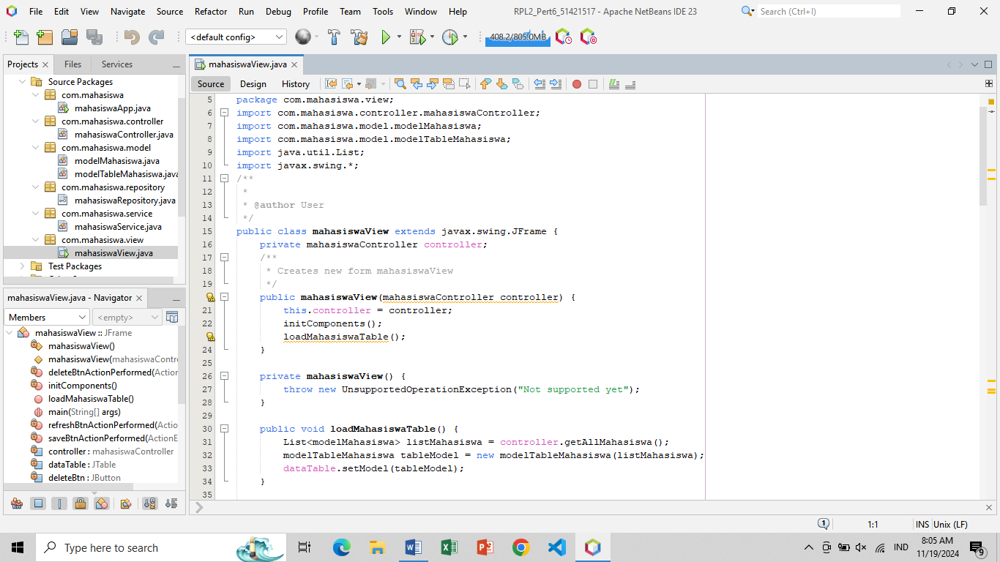 File Edit View Navigate Source Refactor Run Debug Profile Team Tools Window Help RPL2_Pert6_51421517 - Apache NetBeans IDE 23 Search (Ctrl+I)
<default config> 408.2/805.0MB
Projects Files Services
Source Packages
com.mahasiswa
mahasiswaApp.java
com.mahasiswa.controller
mahasiswaController.java
com.mahasiswa.model
modelMahasiswa.java
modelTableMahasiswa.java
com.mahasiswa.repository
mahasiswaRepository.java
com.mahasiswa.service
mahasiswaService.java
com.mahasiswa.view
mahasiswaView.java
Test Packages
mahasiswaView.java - Navigator
Members <empty>
mahasiswaView :: JFrame
mahasiswaView()
mahasiswaView(mahasiswaContro
deleteBtnActionPerformed(Action
initComponents()
loadMahasiswaTable()
main(String[] args)
refreshBtnActionPerformed(Actio
saveBtnActionPerformed(ActionE
controller : mahasiswaController
dataTable : JTable
deleteBtn : JButton
mahasiswaView.java
Source Design History
5 package com.mahasiswa.view;
6 import com.mahasiswa.controller.mahasiswaController;
7 import com.mahasiswa.model.modelMahasiswa;
8 import com.mahasiswa.model.modelTableMahasiswa;
9 import java.util.List;
10 import javax.swing.*;
11 /**
12 *
13 * @author User
14 */
15 public class mahasiswaView extends javax.swing.JFrame {
16 private mahasiswaController controller;
17 /**
18 * Creates new form mahasiswaView
19 */
public mahasiswaView(mahasiswaController controller) {
21 this.controller = controller;
22 initComponents();
loadMahasiswaTable();
24 }
25
26 private mahasiswaView() {
27 throw new UnsupportedOperationException("Not supported yet");
28 }
29
30 public void loadMahasiswaTable() {
31 List<modelMahasiswa> listMahasiswa = controller.getAllMahasiswa();
32 modelTableMahasiswa tableModel = new modelTableMahasiswa(listMahasiswa);
33 dataTable.setModel(tableModel);
34 }
35
1 1:1 INS Unix (LF)
Type here to search
IND 8:05 AM
11/19/2024 9